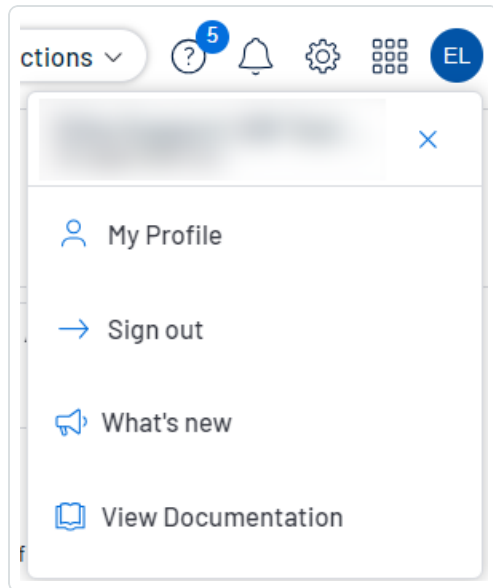 ctions
?
5
EL
My Profile
Sign out
What's new
View Documentation
f